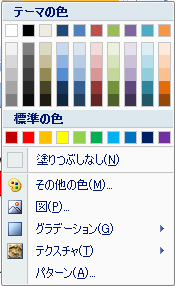 テーマの色
標準の色
塗りつぶしなし(N)
その他の色(M)...
図(P)...
グラデーション(G)
テクスチャ(T)
パターン(A)...